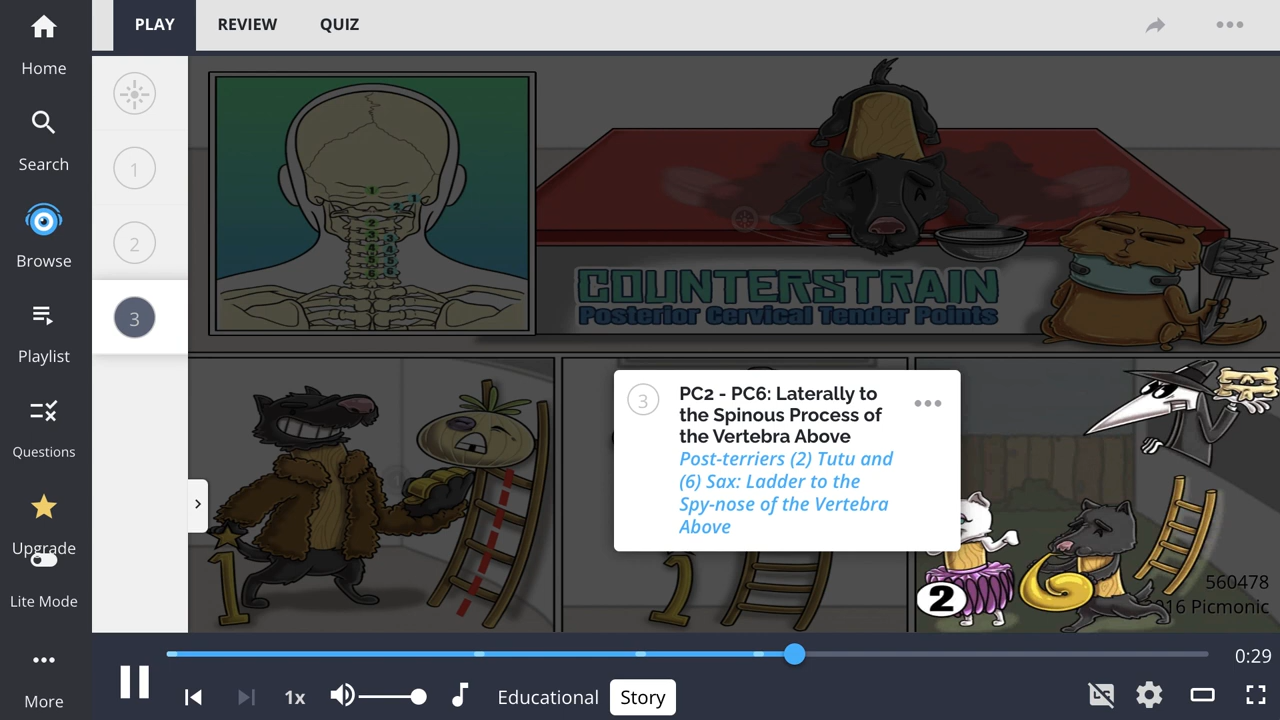 Home
Search
Browse
Playlist
Questions
Upgrade
Lite Mode
More
PLAY REVIEW QUIZ
1
2
3
COUNTERSTRAIN
Posterior Cervical Tender Points
3
PC2 - PC6: Laterally to
the Spinous Process of
the Vertebra Above
Post-terriers (2) Tutu and
(6) Sax: Ladder to the
Spy-nose of the Vertebra
Above
2
560478
16 Picmonic
0:29
1x
Educational
Story